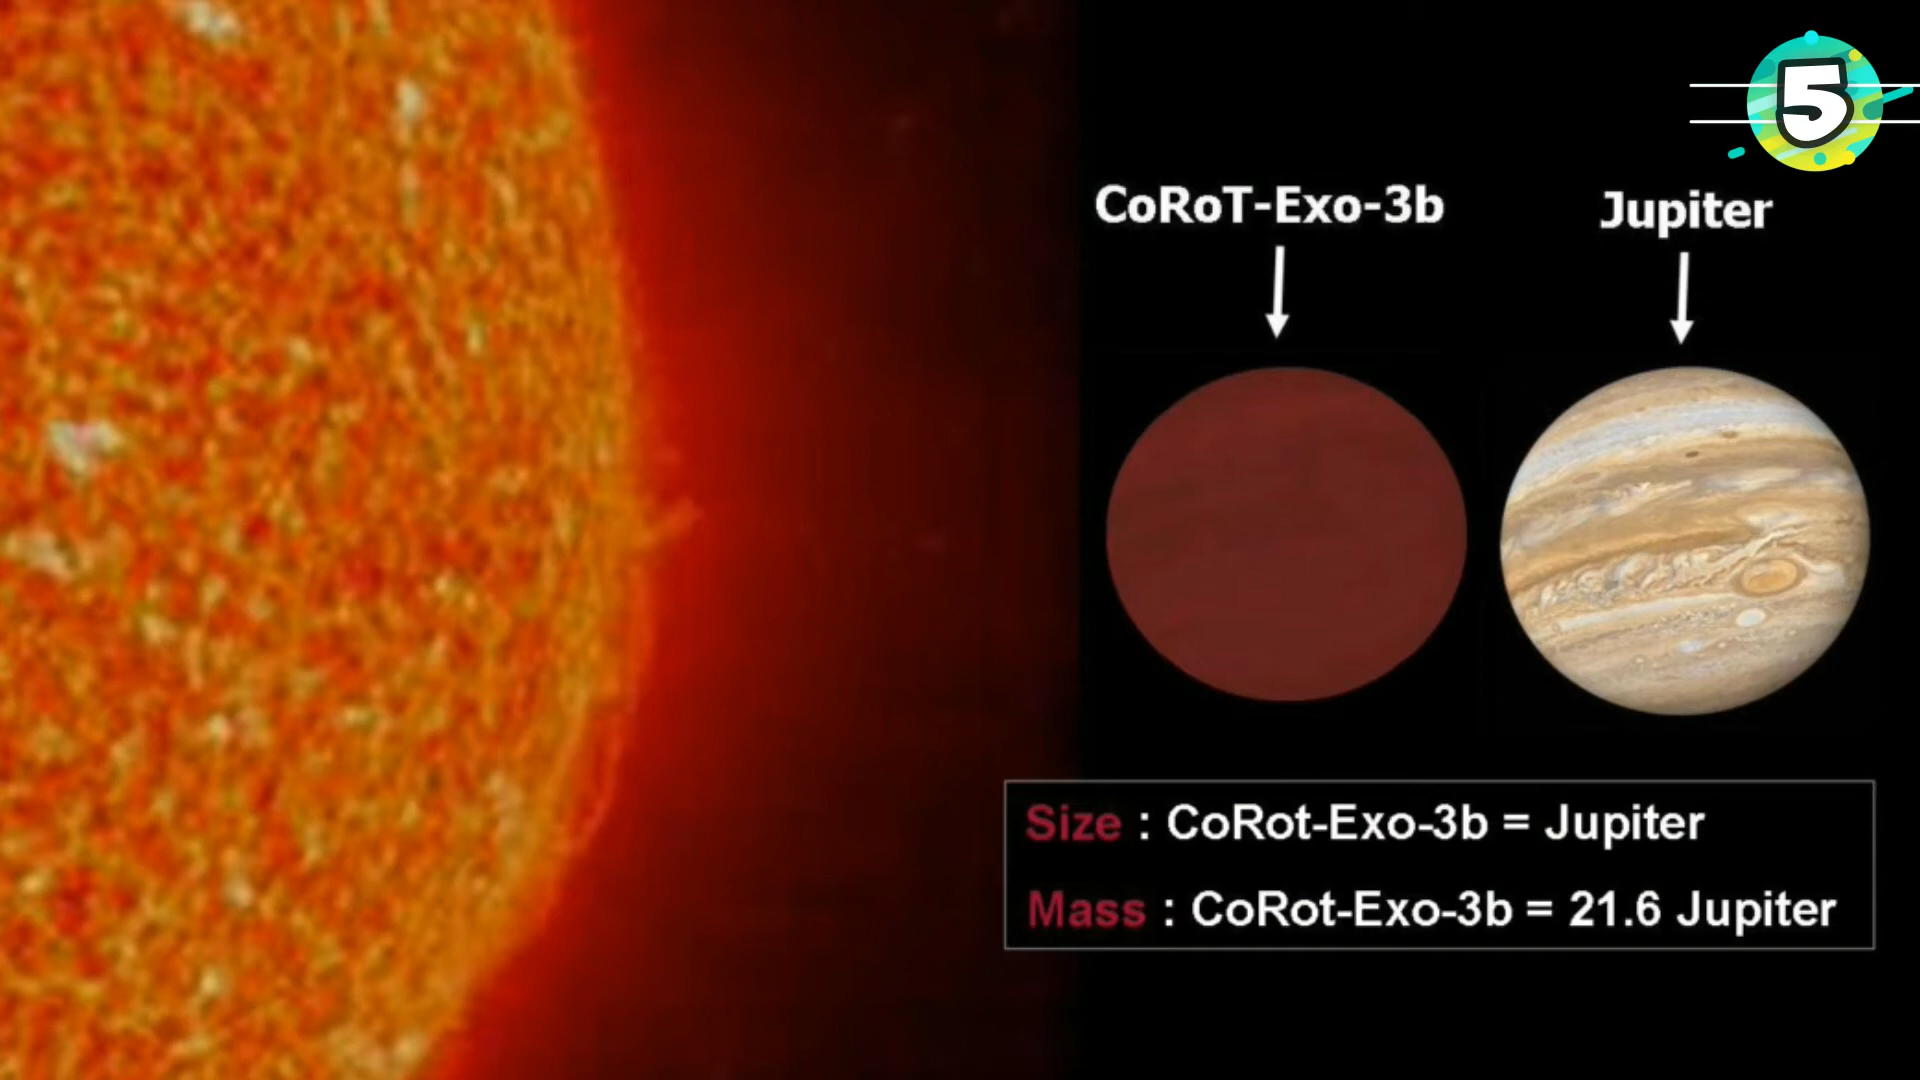 5
CoRoT-Exo-3b
Jupiter
Size : CoRot-Exo-3b = Jupiter
Mass : CoRot-Exo-3b = 21.6 Jupiter